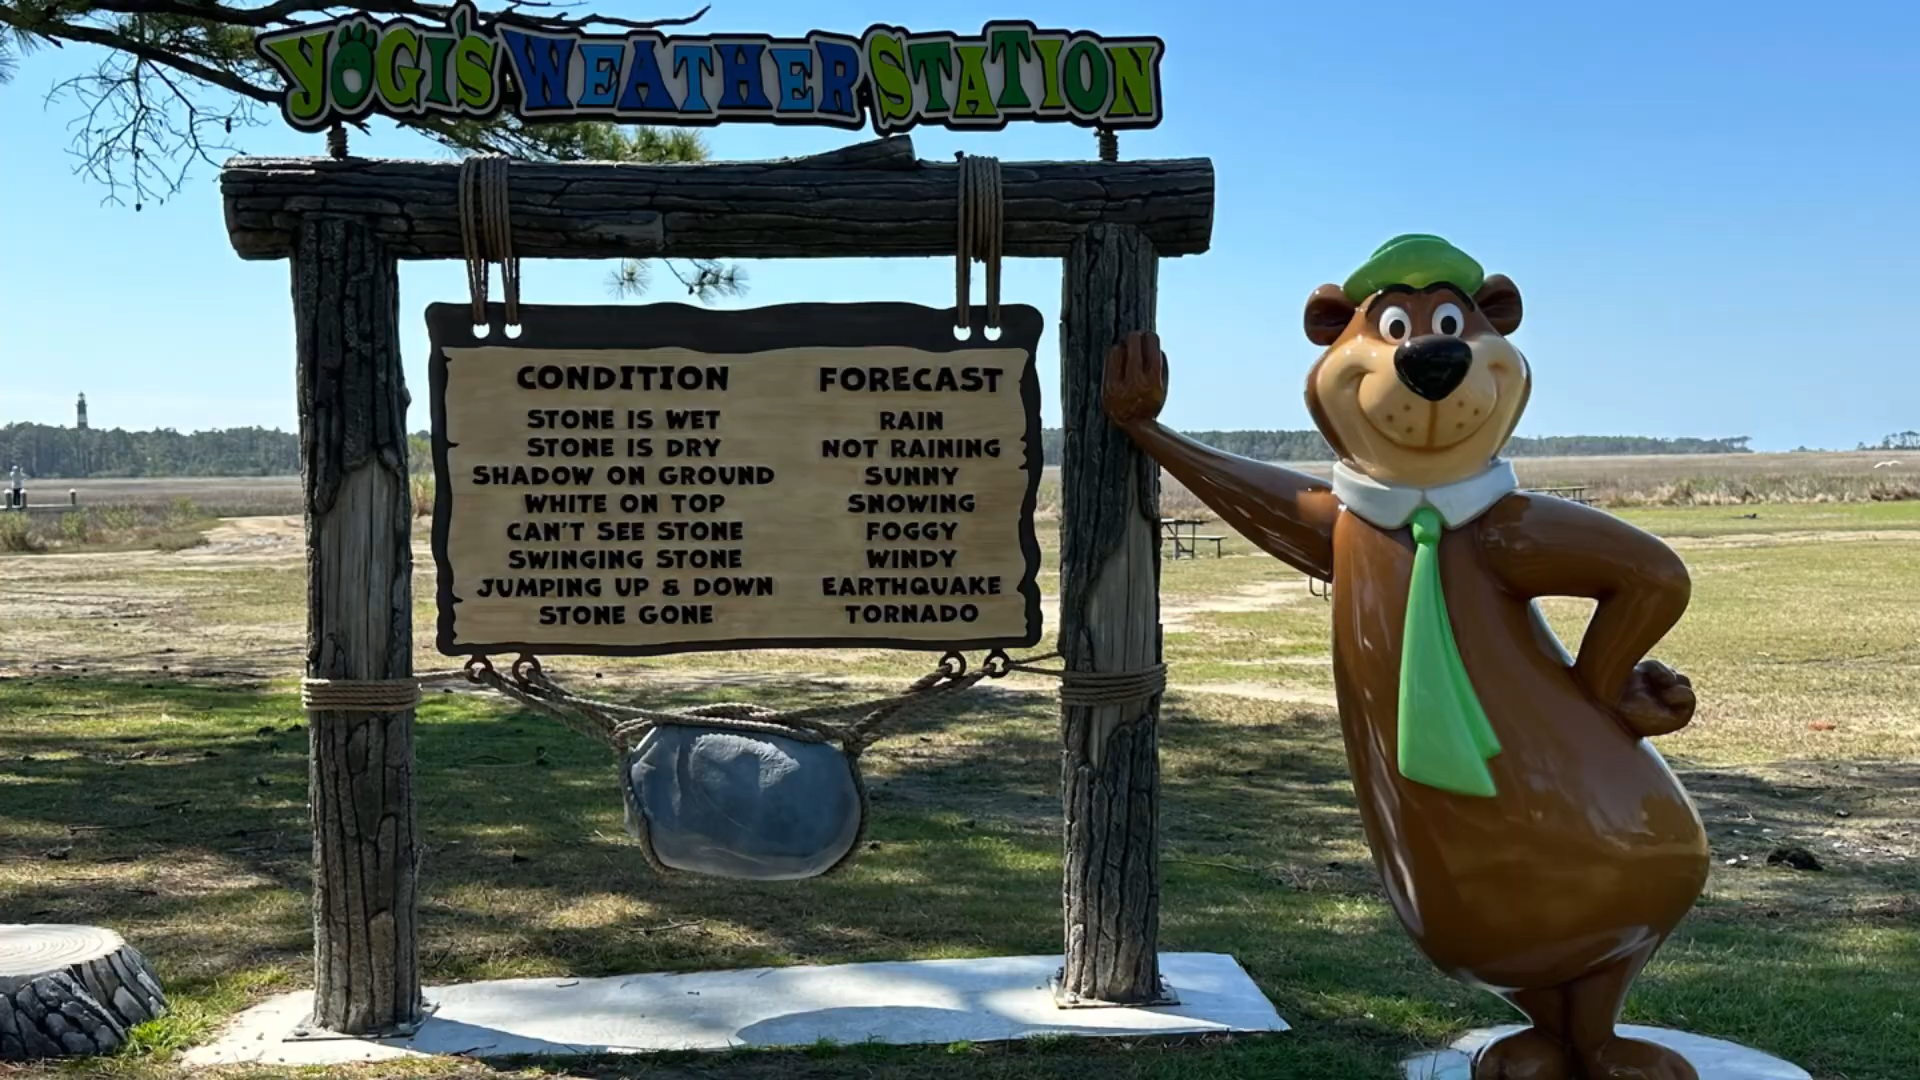 YOGI'S WEATHER STATION
CONDITION FORECAST
STONE IS WET RAIN
STONE IS DRY NOT RAINING
SHADOW ON GROUND SUNNY
WHITE ON TOP SNOWING
CAN'T SEE STONE FOGGY
SWINGING STONE WINDY
JUMPING UP & DOWN EARTHQUAKE
STONE GONE TORNADO